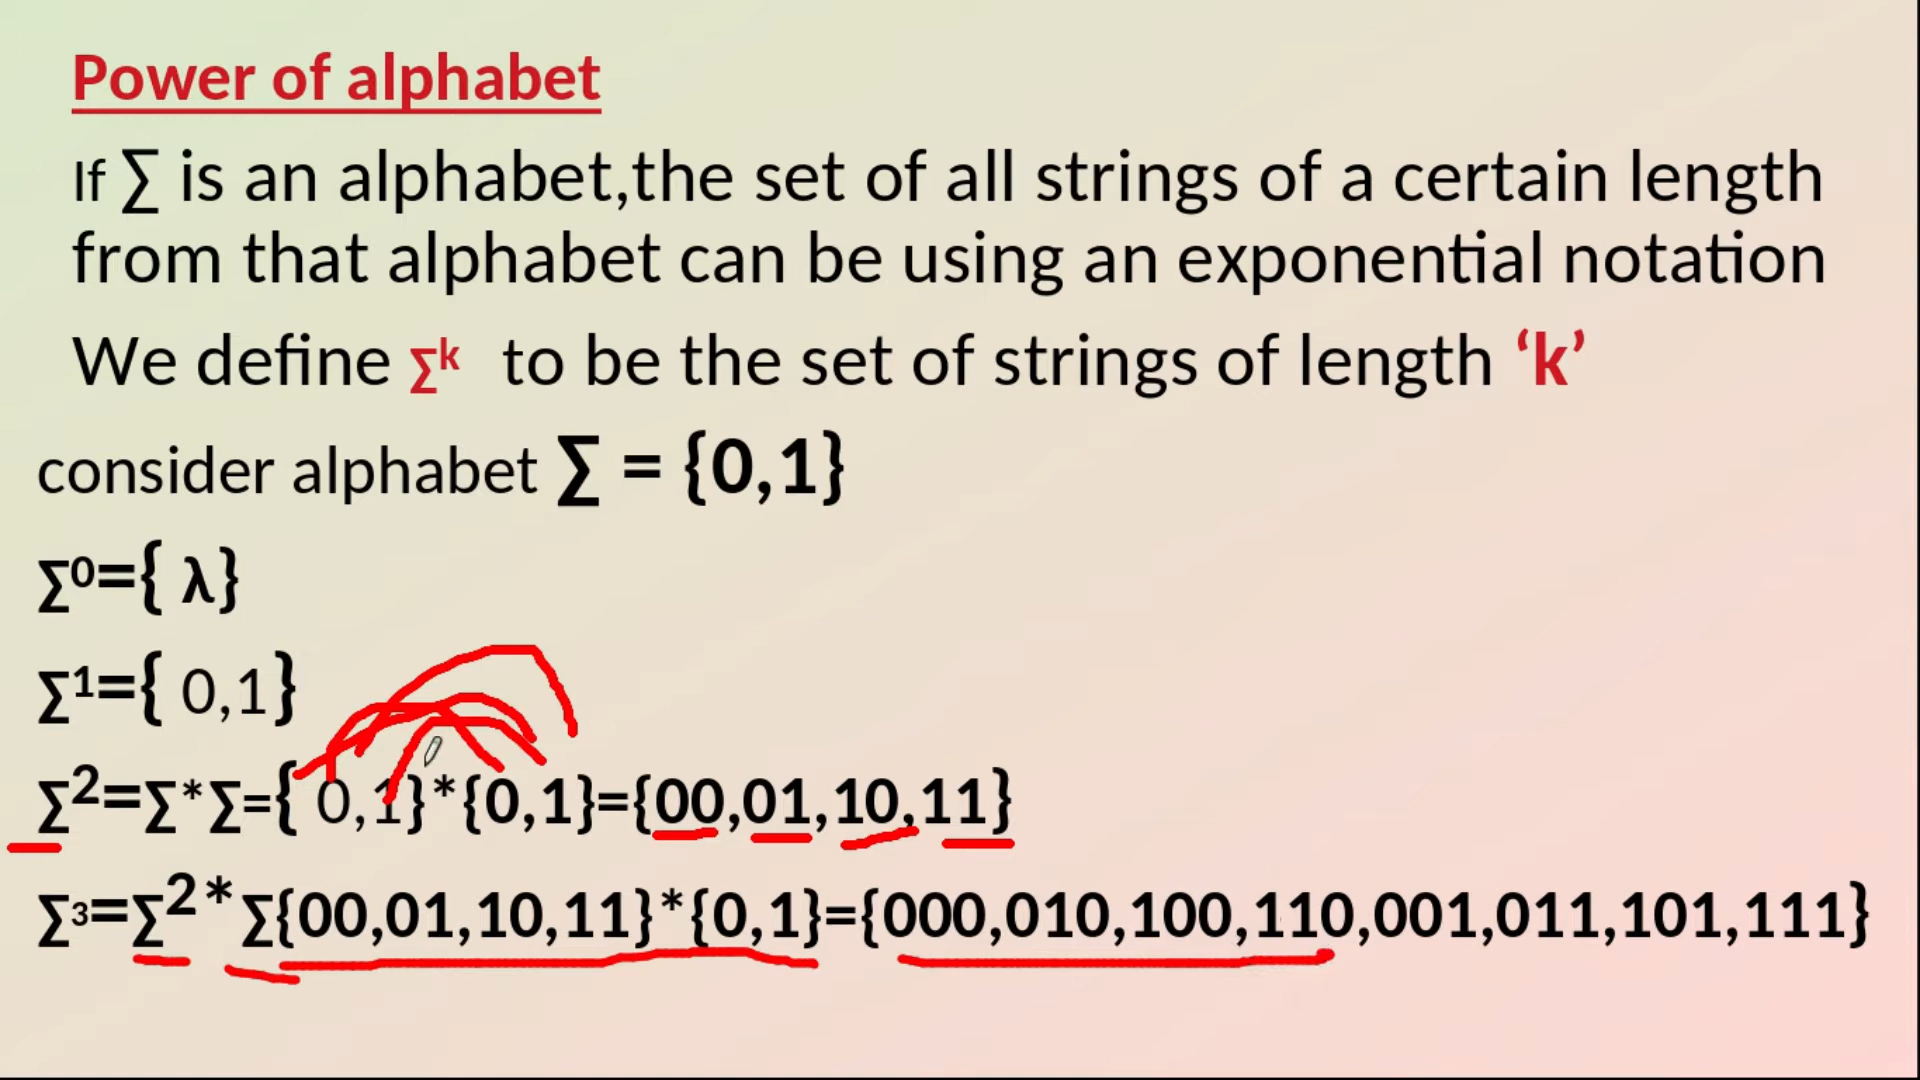 Power of alphabet
If ∑ is an alphabet,the set of all strings of a certain length
from that alphabet can be using an exponential notation
We define ∑ᵏ to be the set of strings of length ‘k’
consider alphabet ∑ = {0,1}
∑⁰={ λ}
∑¹={ 0,1}
∑²=∑*∑={ 0,1}*{0,1}={00,01,10,11}
∑³=∑²*∑{00,01,10,11}*{0,1}={000,010,100,110,001,011,101,111}